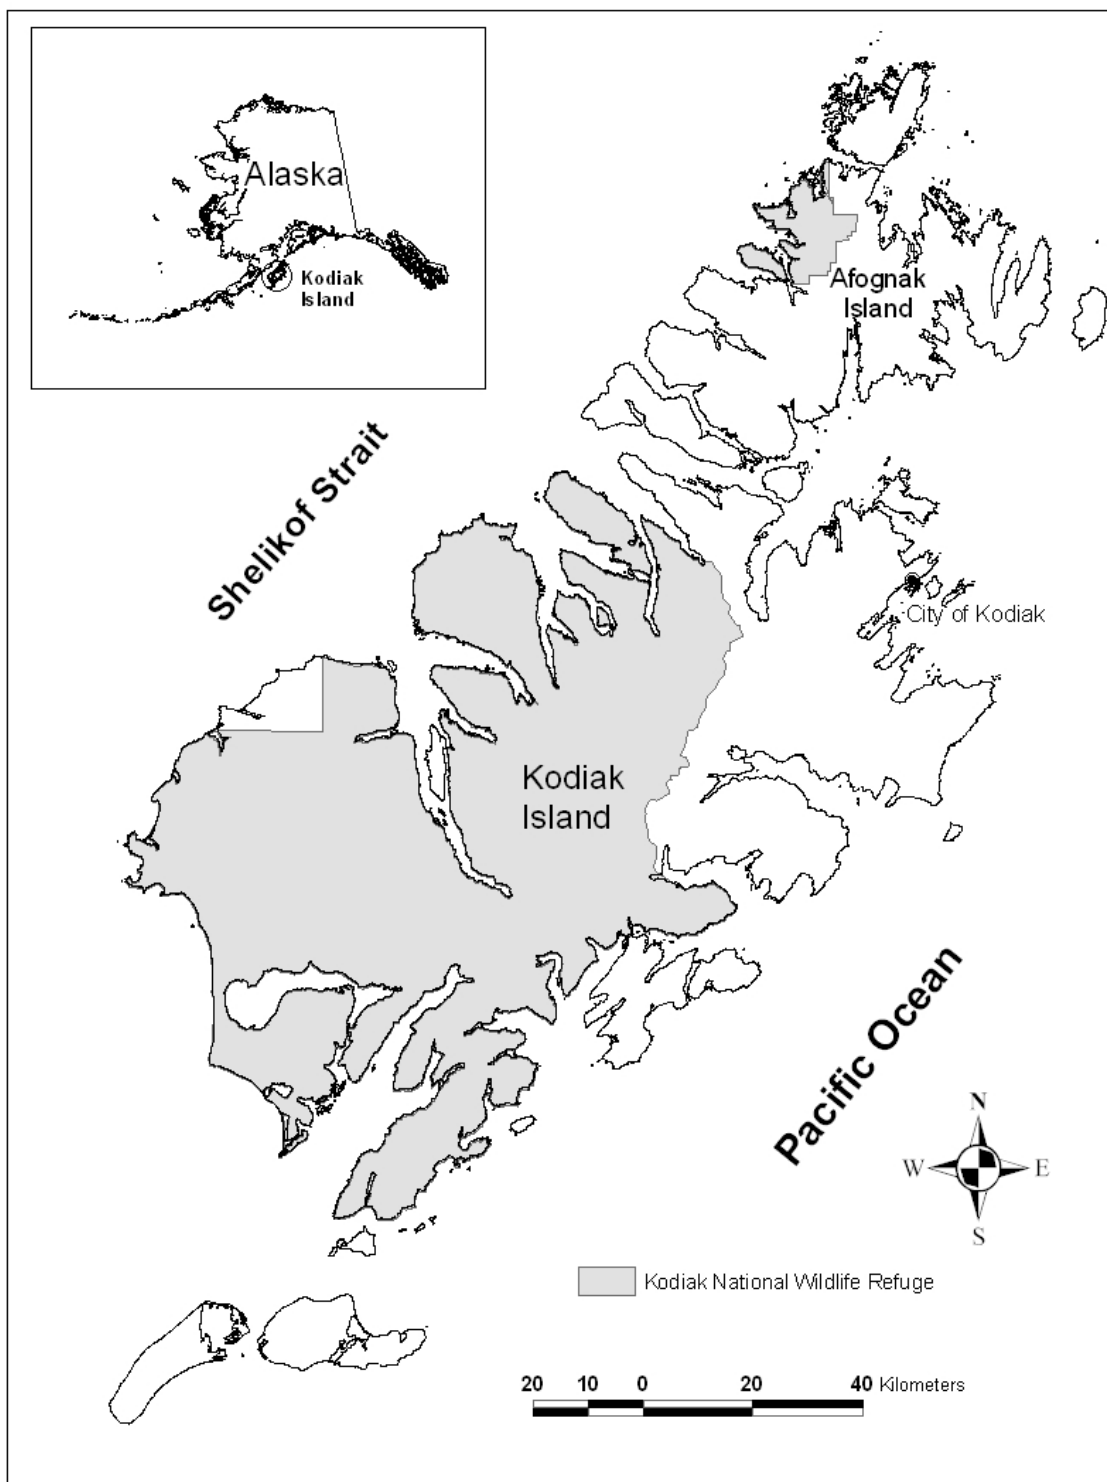 Alaska
Kodiak
Island
Afognak
Island
Shelikof Strait
City of Kodiak
Kodiak
Island
Pacific Ocean
N
W
E
S
Kodiak National Wildlife Refuge
20 10 0 20 40 Kilometers